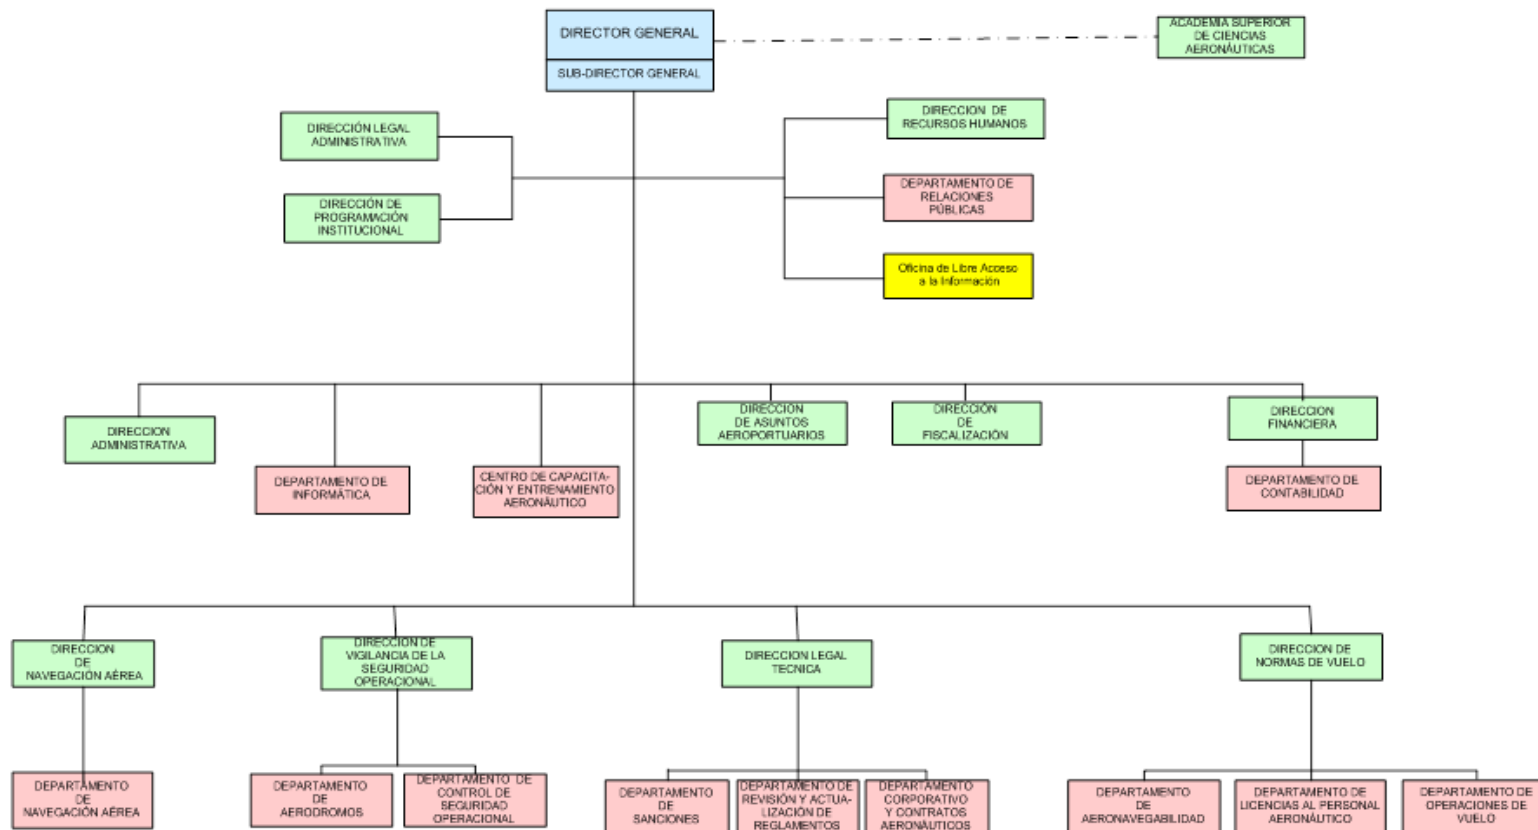 DIRECTOR GENERAL
SUB-DIRECTOR GENERAL
ACADEMIA SUPERIOR
DE CIENCIAS
AERONÁUTICAS
DIRECCIÓN LEGAL
ADMINISTRATIVA
DIRECCION DE
RECURSOS HUMANOS
DIRECCIÓN DE
PROGRAMACIÓN
INSTITUCIONAL
DEPARTAMENTO DE
RELACIONES
PÚBLICAS
Oficina de Libre Acceso
a la Información
DIRECCION
ADMINISTRATIVA
DEPARTAMENTO DE
INFORMÁTICA
CENTRO DE CAPACITA-
CIÓN Y ENTRENAMIENTO
AERONÁUTICO
DIRECCION
DE ASUNTOS
AEROPORTUARIOS
DIRECCIÓN
DE
FISCALIZACIÓN
DIRECCION
FINANCIERA
DEPARTAMENTO DE
CONTABILIDAD
DIRECCION
DE
NAVEGACIÓN AÉREA
DIRECCION DE
VIGILANCIA DE LA
SEGURIDAD
OPERACIONAL
DIRECCION LEGAL
TECNICA
DIRECCION DE
NORMAS DE VUELO
DEPARTAMENTO
DE
NAVEGACIÓN AÉREA
DEPARTAMENTO
DE
AERODROMOS
DEPARTAMENTO DE
CONTROL DE
SEGURIDAD
OPERACIONAL
DEPARTAMENTO
DE
SANCIONES
DEPARTAMENTO DE
REVISIÓN Y ACTUA-
LIZACIÓN DE
REGLAMENTOS
DEPARTAMENTO
CORPORATIVO
Y CONTRATOS
AERONÁUTICOS
DEPARTAMENTO
DE
AERONAVEGABILIDAD
DEPARTAMENTO DE
LICENCIAS AL PERSONAL
AERONÁUTICO
DEPARTAMENTO DE
OPERACIONES DE
VUELO